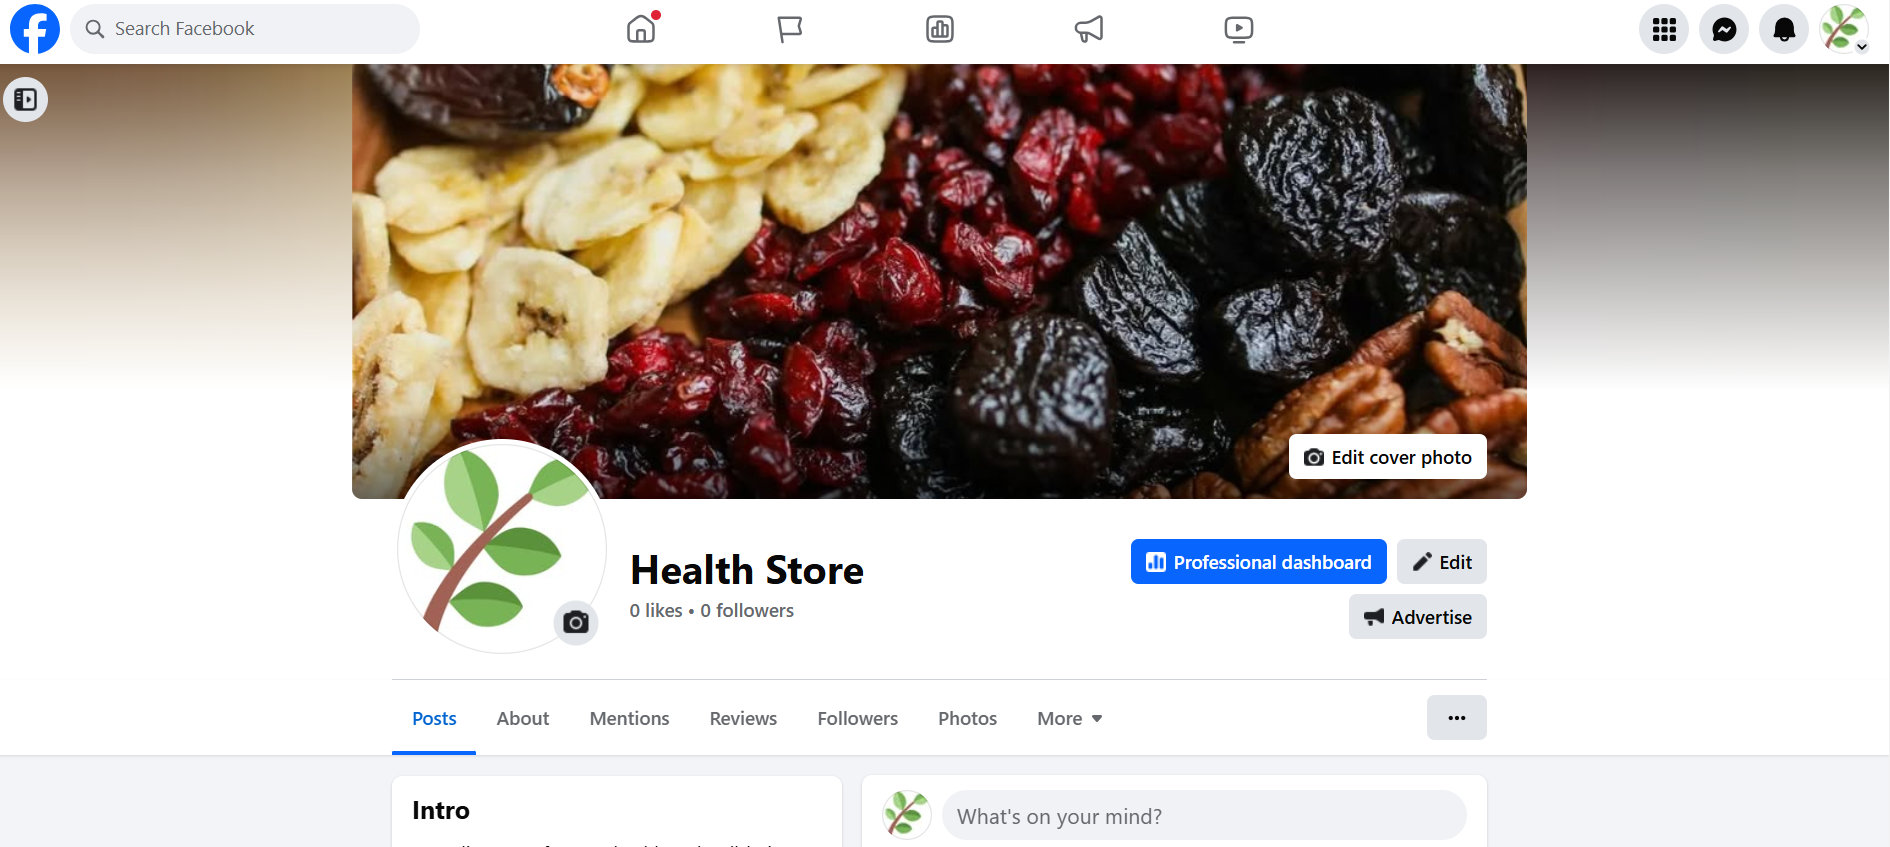 Search Facebook
Edit cover photo
Health Store
0 likes • 0 followers
Professional dashboard
Edit
Advertise
Posts About Mentions Reviews Followers Photos More
Intro
What's on your mind?